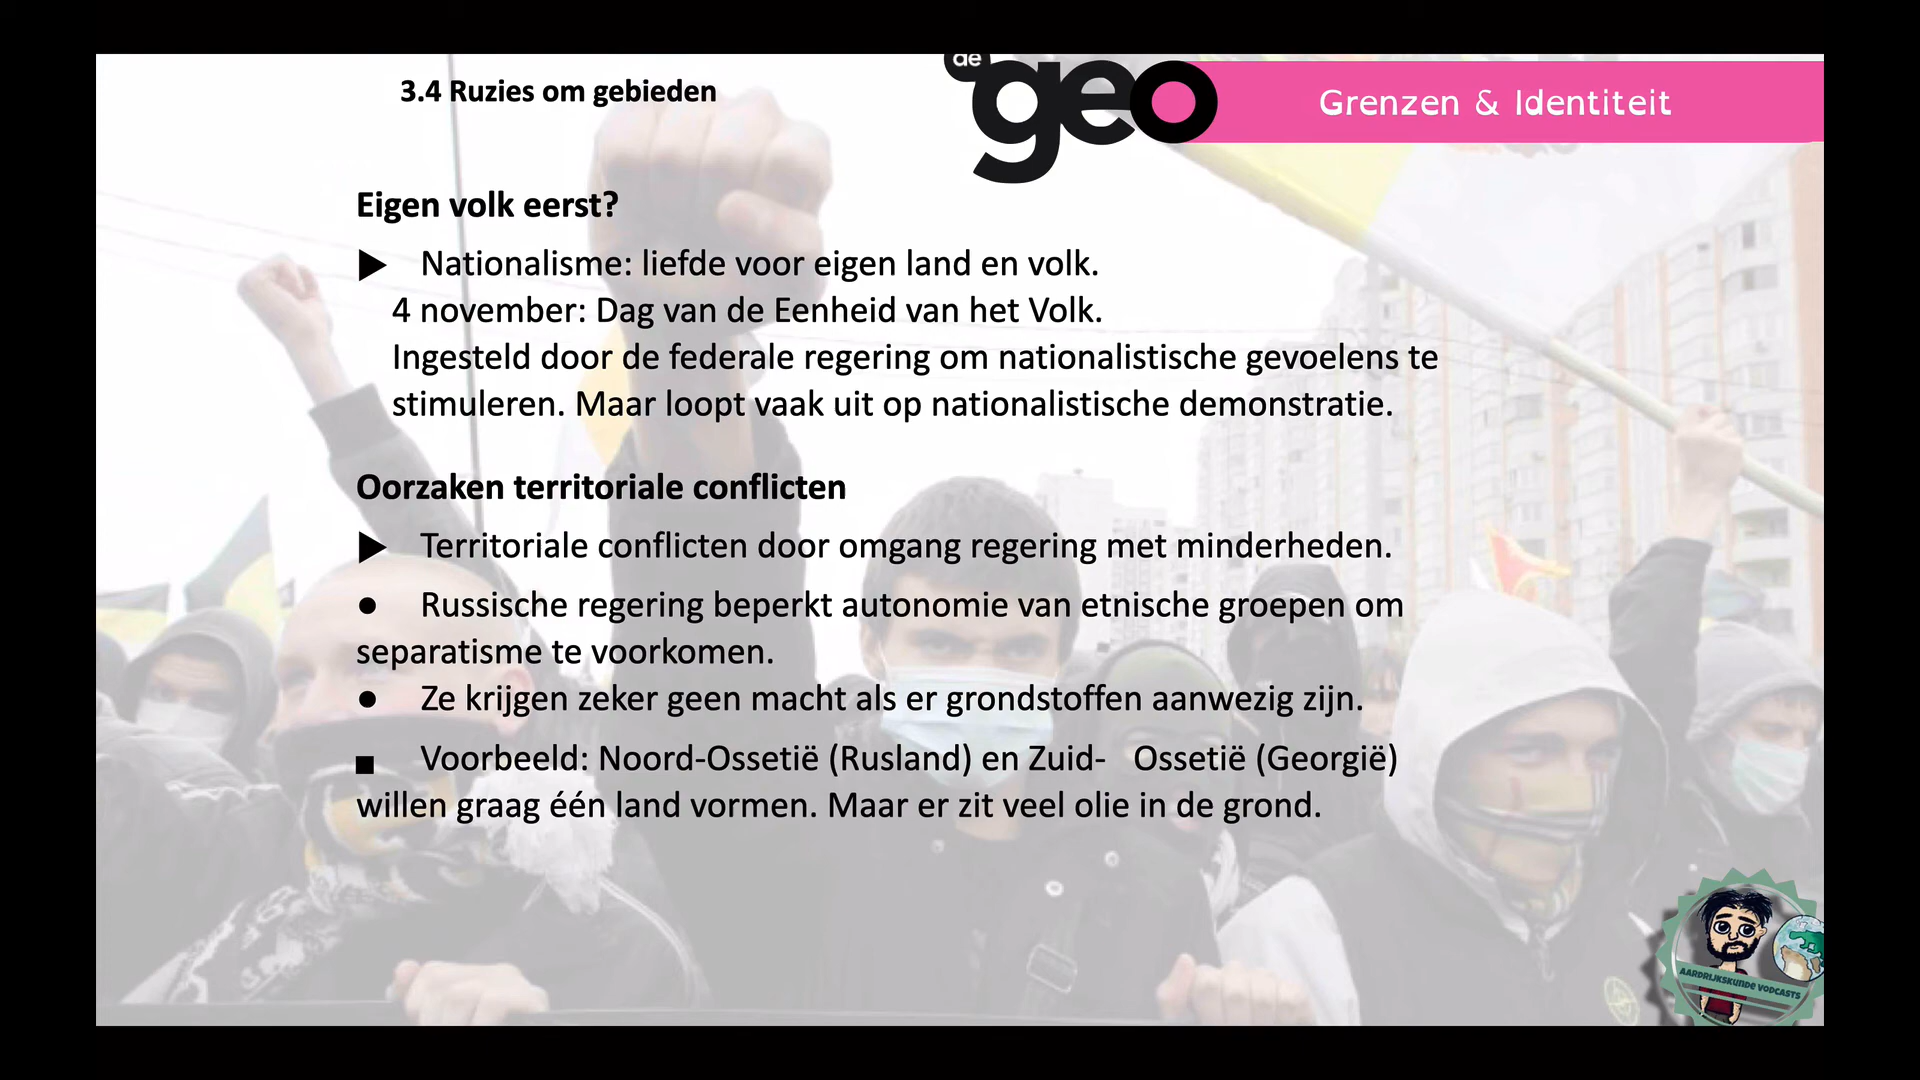 3.4 Ruzies om gebieden
de
geo
Grenzen & Identiteit
Eigen volk eerst?
▶ Nationalisme: liefde voor eigen land en volk.
4 november: Dag van de Eenheid van het Volk.
Ingesteld door de federale regering om nationalistische gevoelens te
stimuleren. Maar loopt vaak uit op nationalistische demonstratie.
Oorzaken territoriale conflicten
▶ Territoriale conflicten door omgang regering met minderheden.
● Russische regering beperkt autonomie van etnische groepen om
separatisme te voorkomen.
● Ze krijgen zeker geen macht als er grondstoffen aanwezig zijn.
■ Voorbeeld: Noord-Ossetië (Rusland) en Zuid- Ossetië (Georgië)
willen graag één land vormen. Maar er zit veel olie in de grond.
AARDRIJKSKUNDE VODCASTS